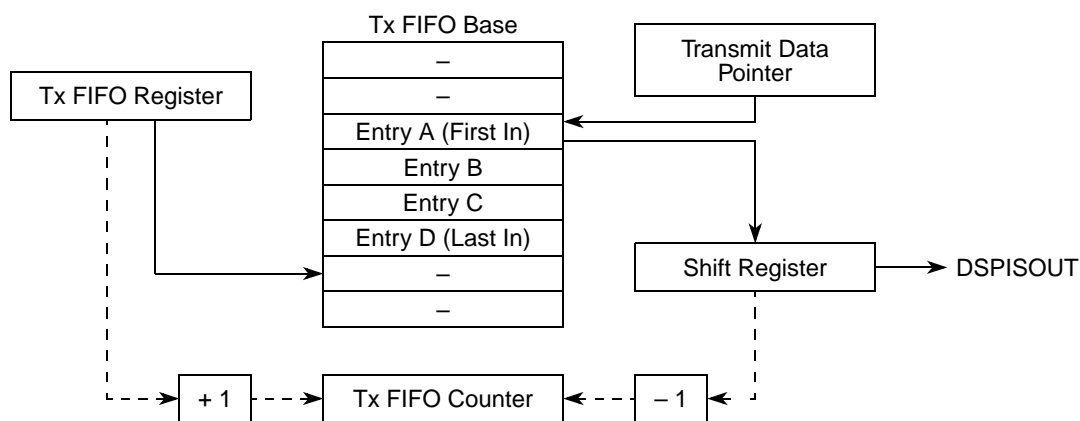 Tx FIFO Base
Transmit Data
Pointer
–
Tx FIFO Register
–
Entry A (First In)
Entry B
Entry C
Entry D (Last In)
–
Shift Register
DSPISOUT
–
+ 1
Tx FIFO Counter
– 1